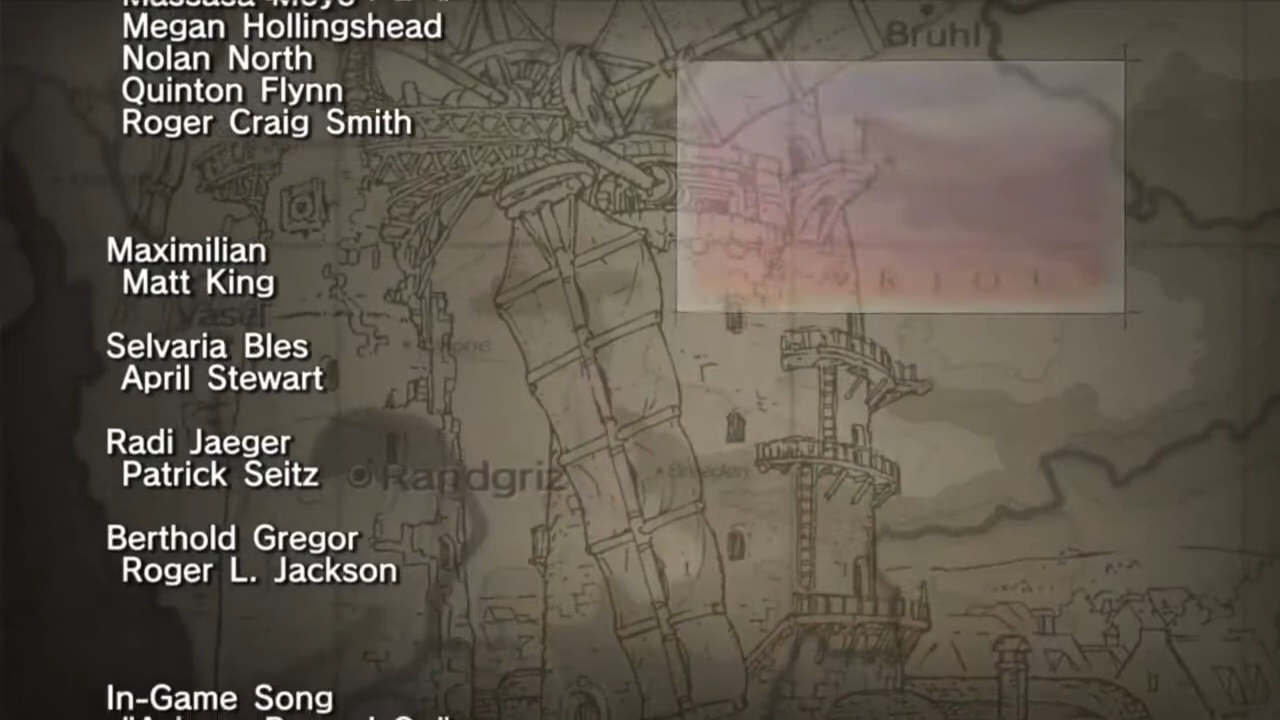 Megan Hollingshead
Nolan North
Quinton Flynn
Roger Craig Smith
Maximilian
Matt King
Selvaria Bles
April Stewart
Radi Jaeger
Patrick Seitz
Berthold Gregor
Roger L. Jackson
In-Game Song
Bruhl
Vasel
Randgriz